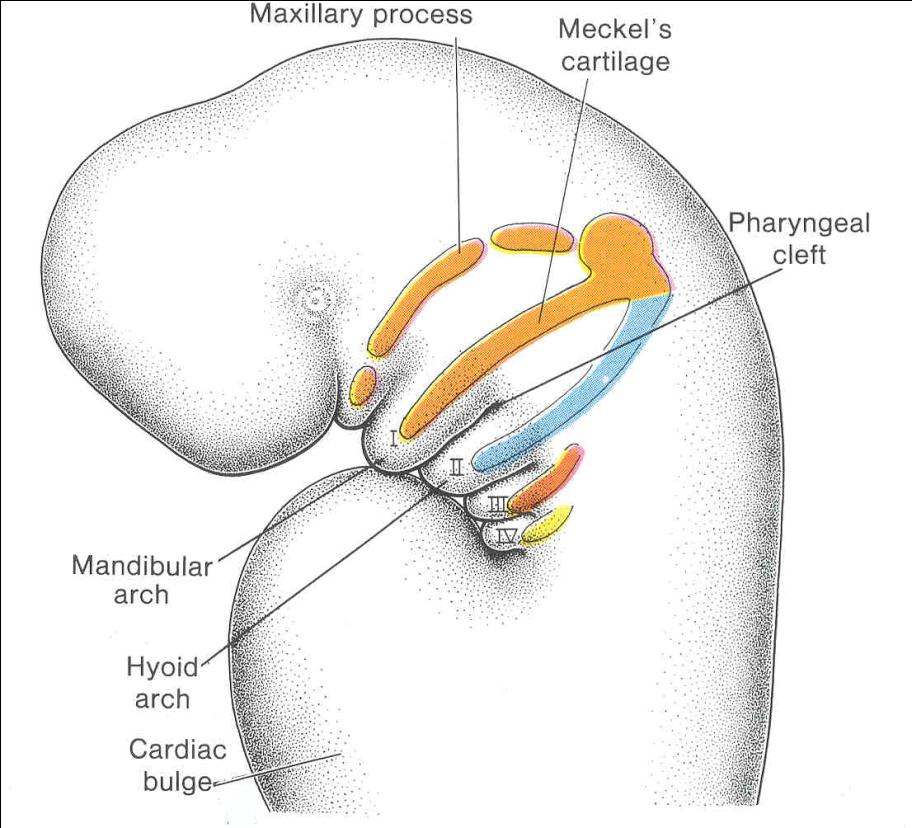 Maxillary process
Meckel's
cartilage
Pharyngeal
cleft
I
II
III
IV
Mandibular
arch
Hyoid
arch
Cardiac
bulge